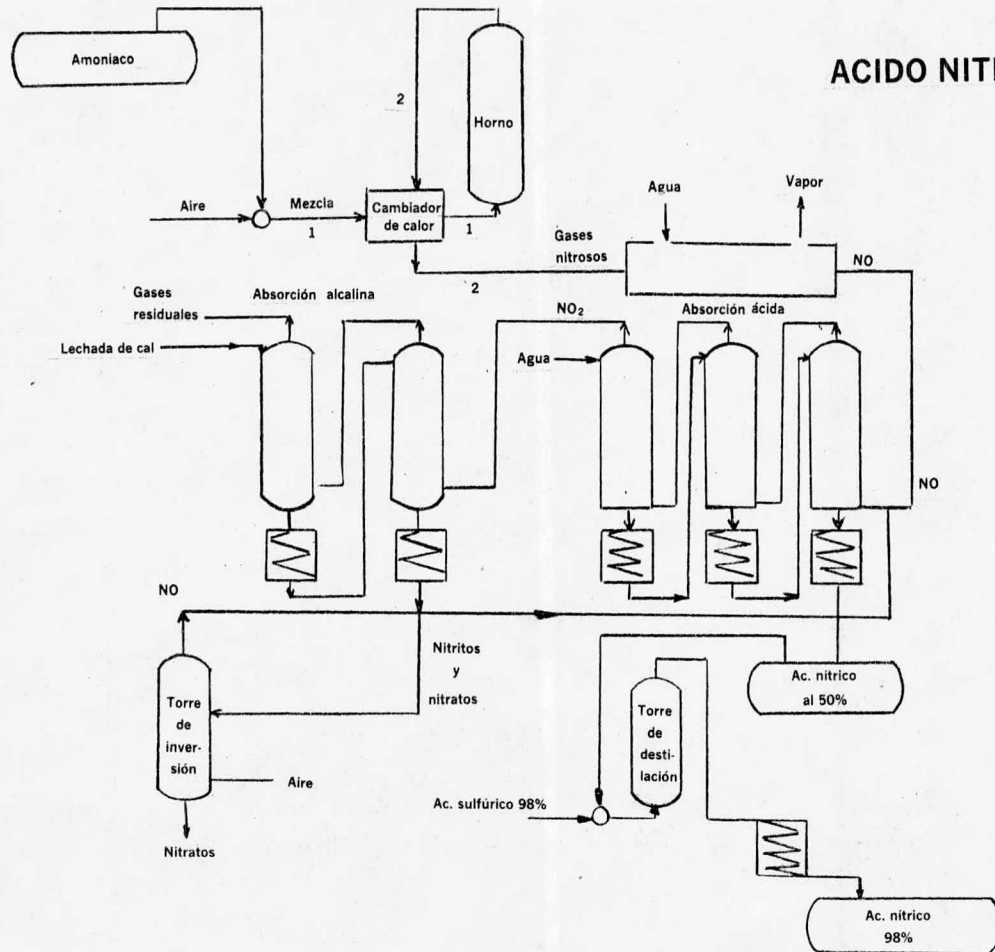 ACIDO NIT
Amoniaco
2
Horno
Aire
Mezcla
1
Cambiador
de calor
1
2
Gases
nitrosos
Agua
Vapor
NO
Gases
residuales
Absorción alcalina
Lechada de cal
NO₂
Absorción ácida
Agua
NO
NO
Nitritos
y
nitratos
Torre
de
inver-
sión
Aire
Nitratos
Ac. nítrico
al 50%
Torre
de
desti-
lación
Ac. sulfúrico 98%
Ac. nítrico
98%